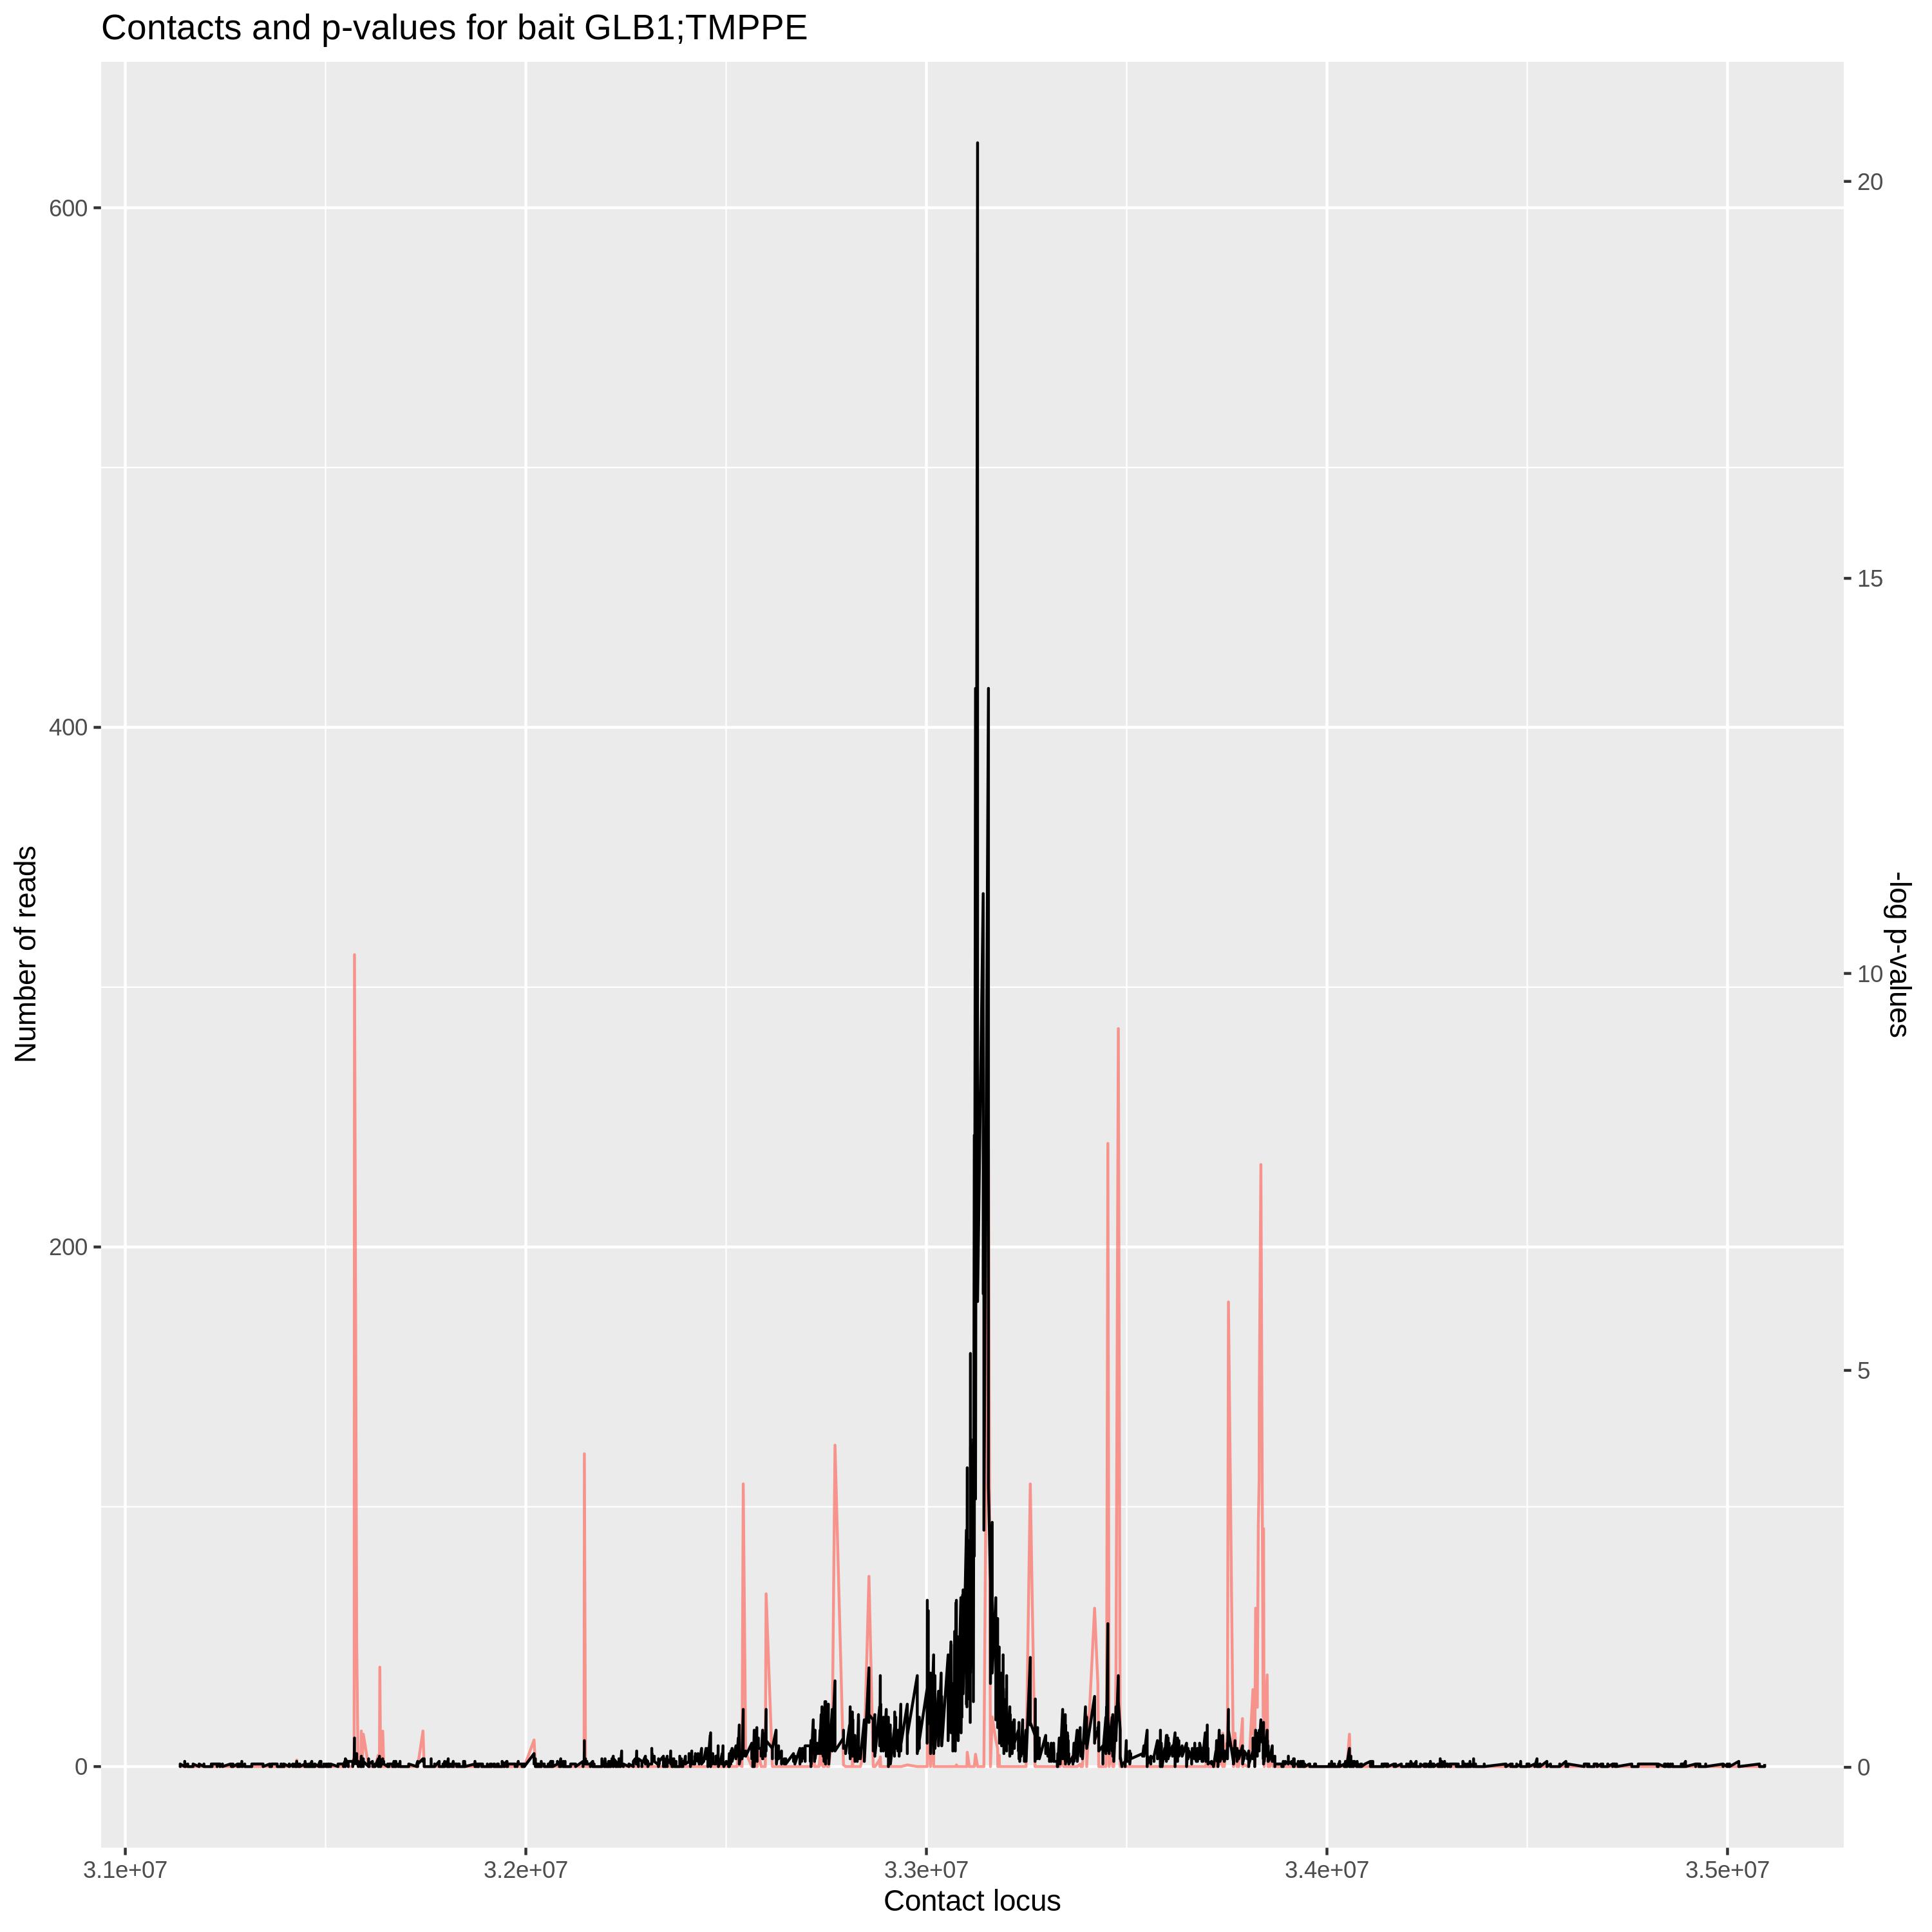 Contacts and p-values for bait GLB1;TMPPE
Number of reads
600
400
200
0
20
15
10
5
0
-log p-values
3.1e+07
3.2e+07
3.3e+07
3.4e+07
3.5e+07
Contact locus